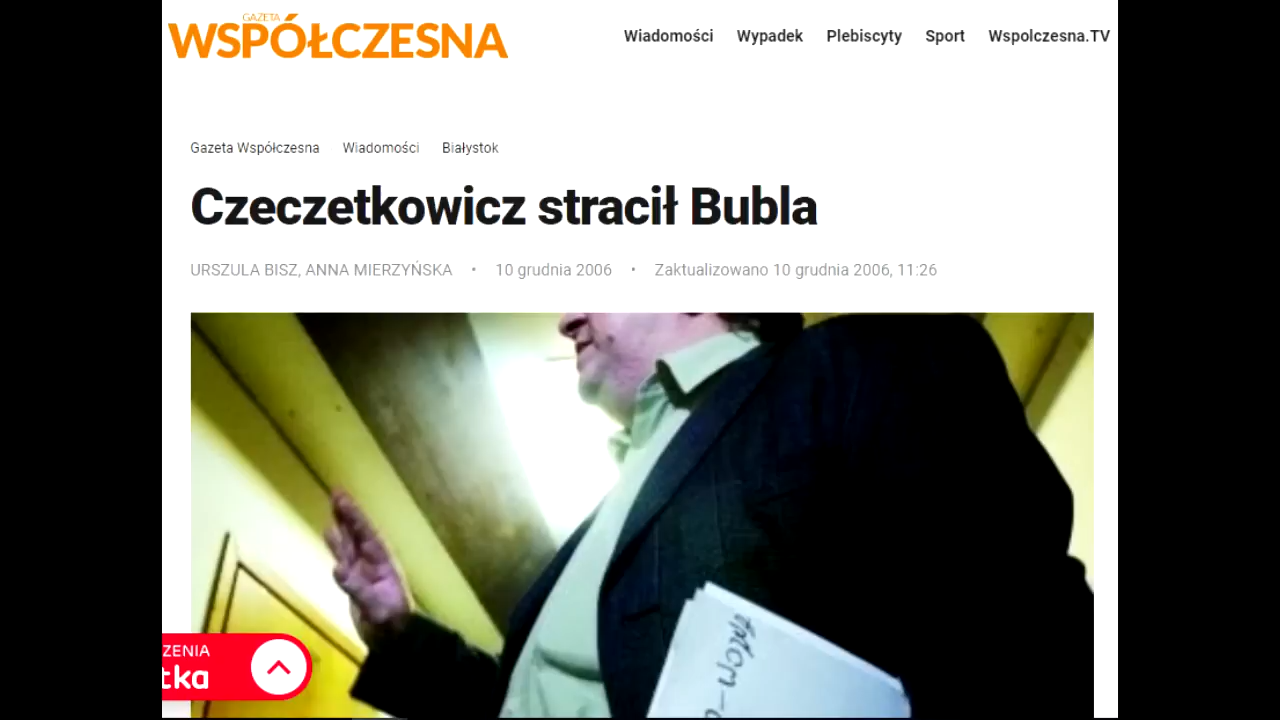 GAZETA
WSPÓŁCZESNA
Wiadomości Wypadek Plebiscyty Sport Wspolczesna.TV
Gazeta Współczesna Wiadomości Białystok
Czeczetkowicz stracił Bubla
URSZULA BISZ, ANNA MIERZYŃSKA • 10 grudnia 2006 • Zaktualizowano 10 grudnia 2006, 11:26
ZENIA
tka